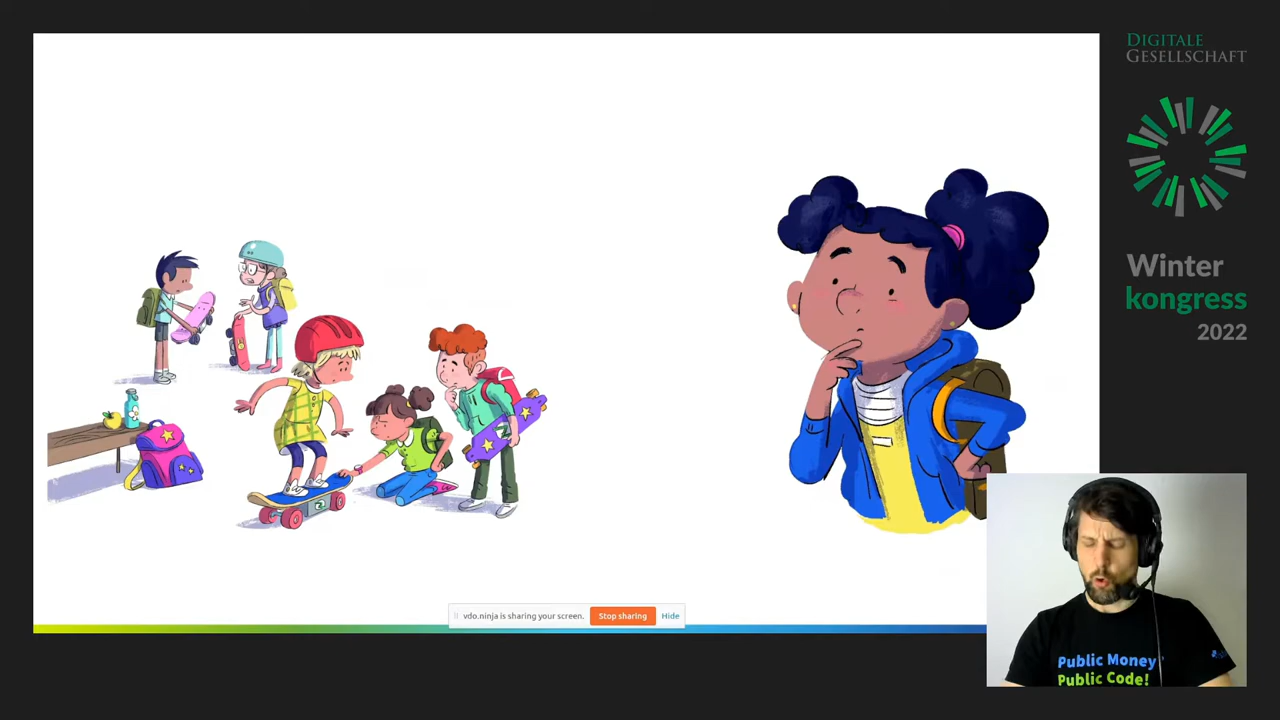 DIGITALE
GESELLSCHAFT
Winter
kongress
2022
vdo.ninja is sharing your screen. Stop sharing Hide
Public Money
Public Code!